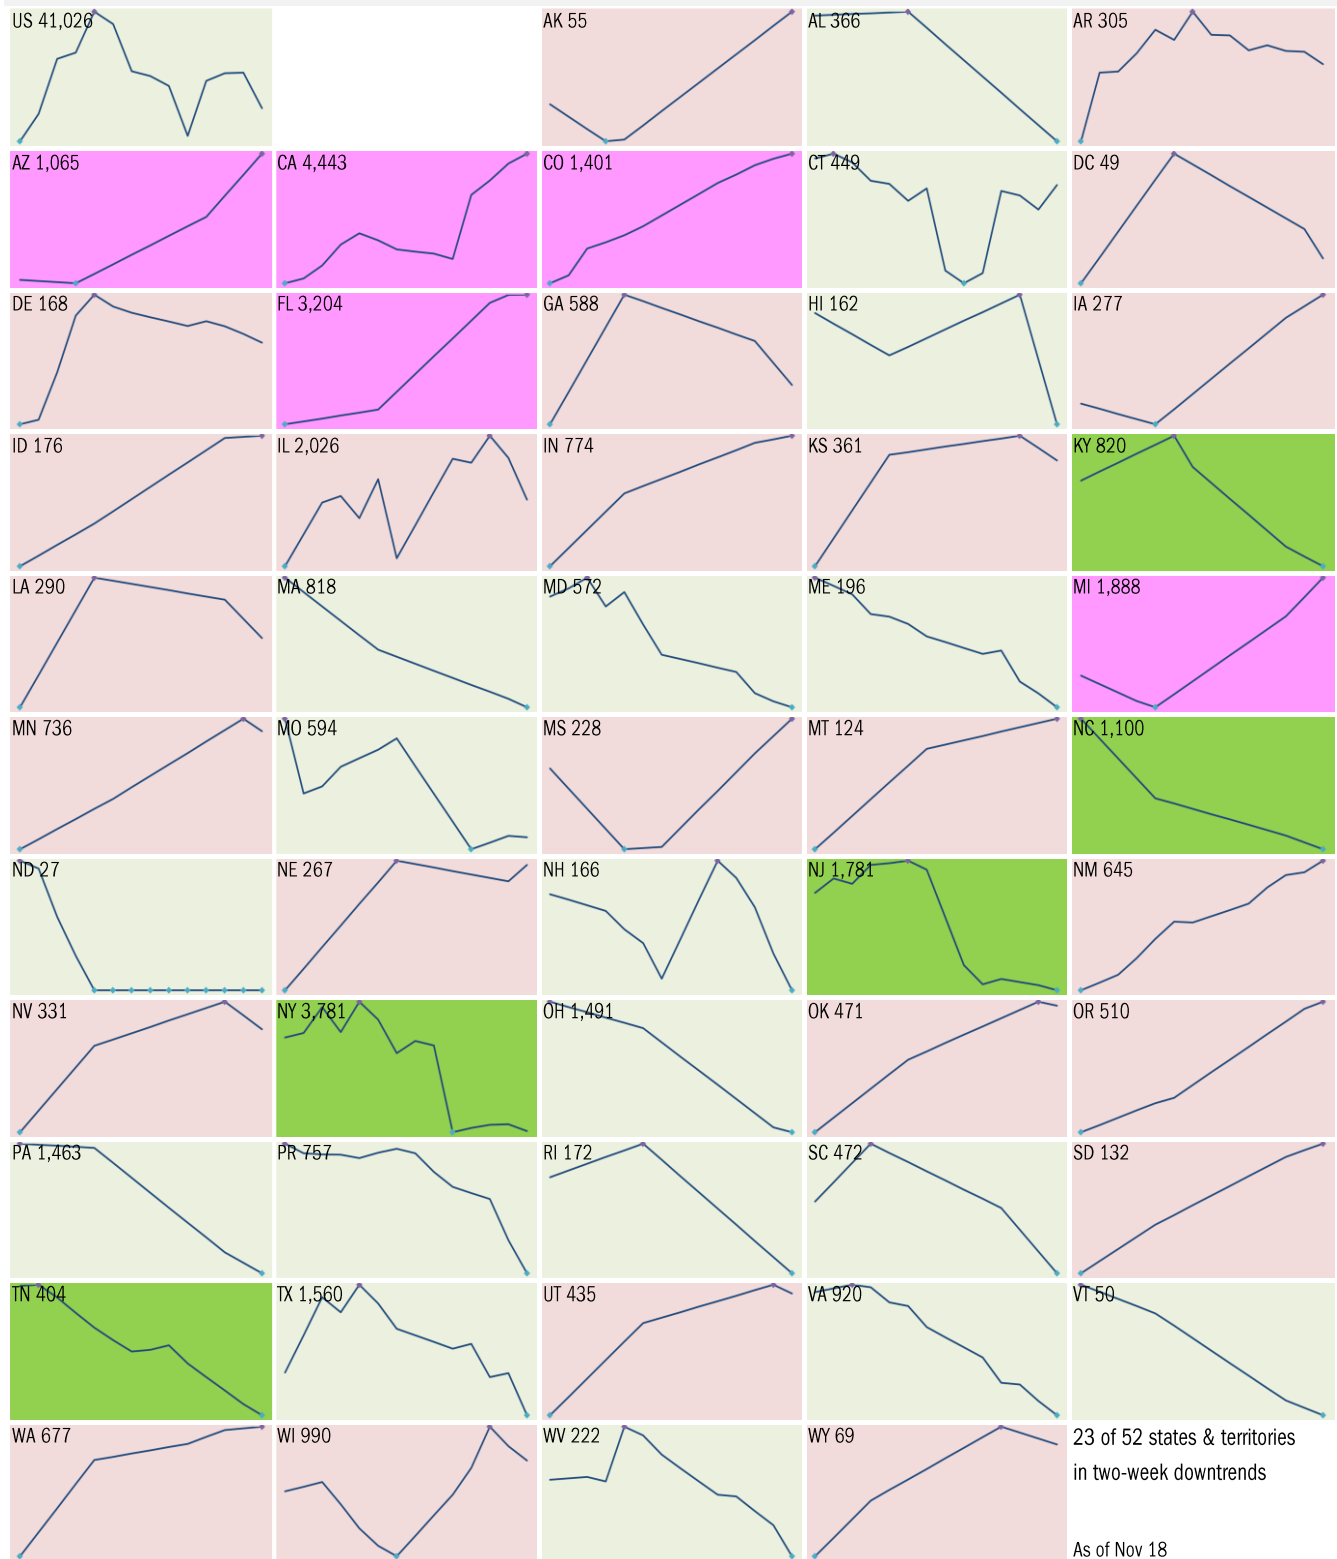 US 41,026
AK 55
AL 366
AR 305
AZ 1,065
CA 4,443
CO 1,401
CT 449
DC 49
DE 168
FL 3,204
GA 588
HI 162
IA 277
ID 176
IL 2,026
IN 774
KS 361
KY 820
LA 290
MA 818
MD 572
ME 196
MI 1,888
MN 736
MO 594
MS 228
MT 124
NC 1,100
ND 27
NE 267
NH 166
NJ 1,781
NM 645
NV 331
NY 3,781
OH 1,491
OK 471
OR 510
PA 1,463
PR 757
RI 172
SC 472
SD 132
TN 404
TX 1,560
UT 435
VA 920
VT 50
WA 677
WI 990
WV 222
WY 69
23 of 52 states & territories
in two-week downtrends
As of Nov 18